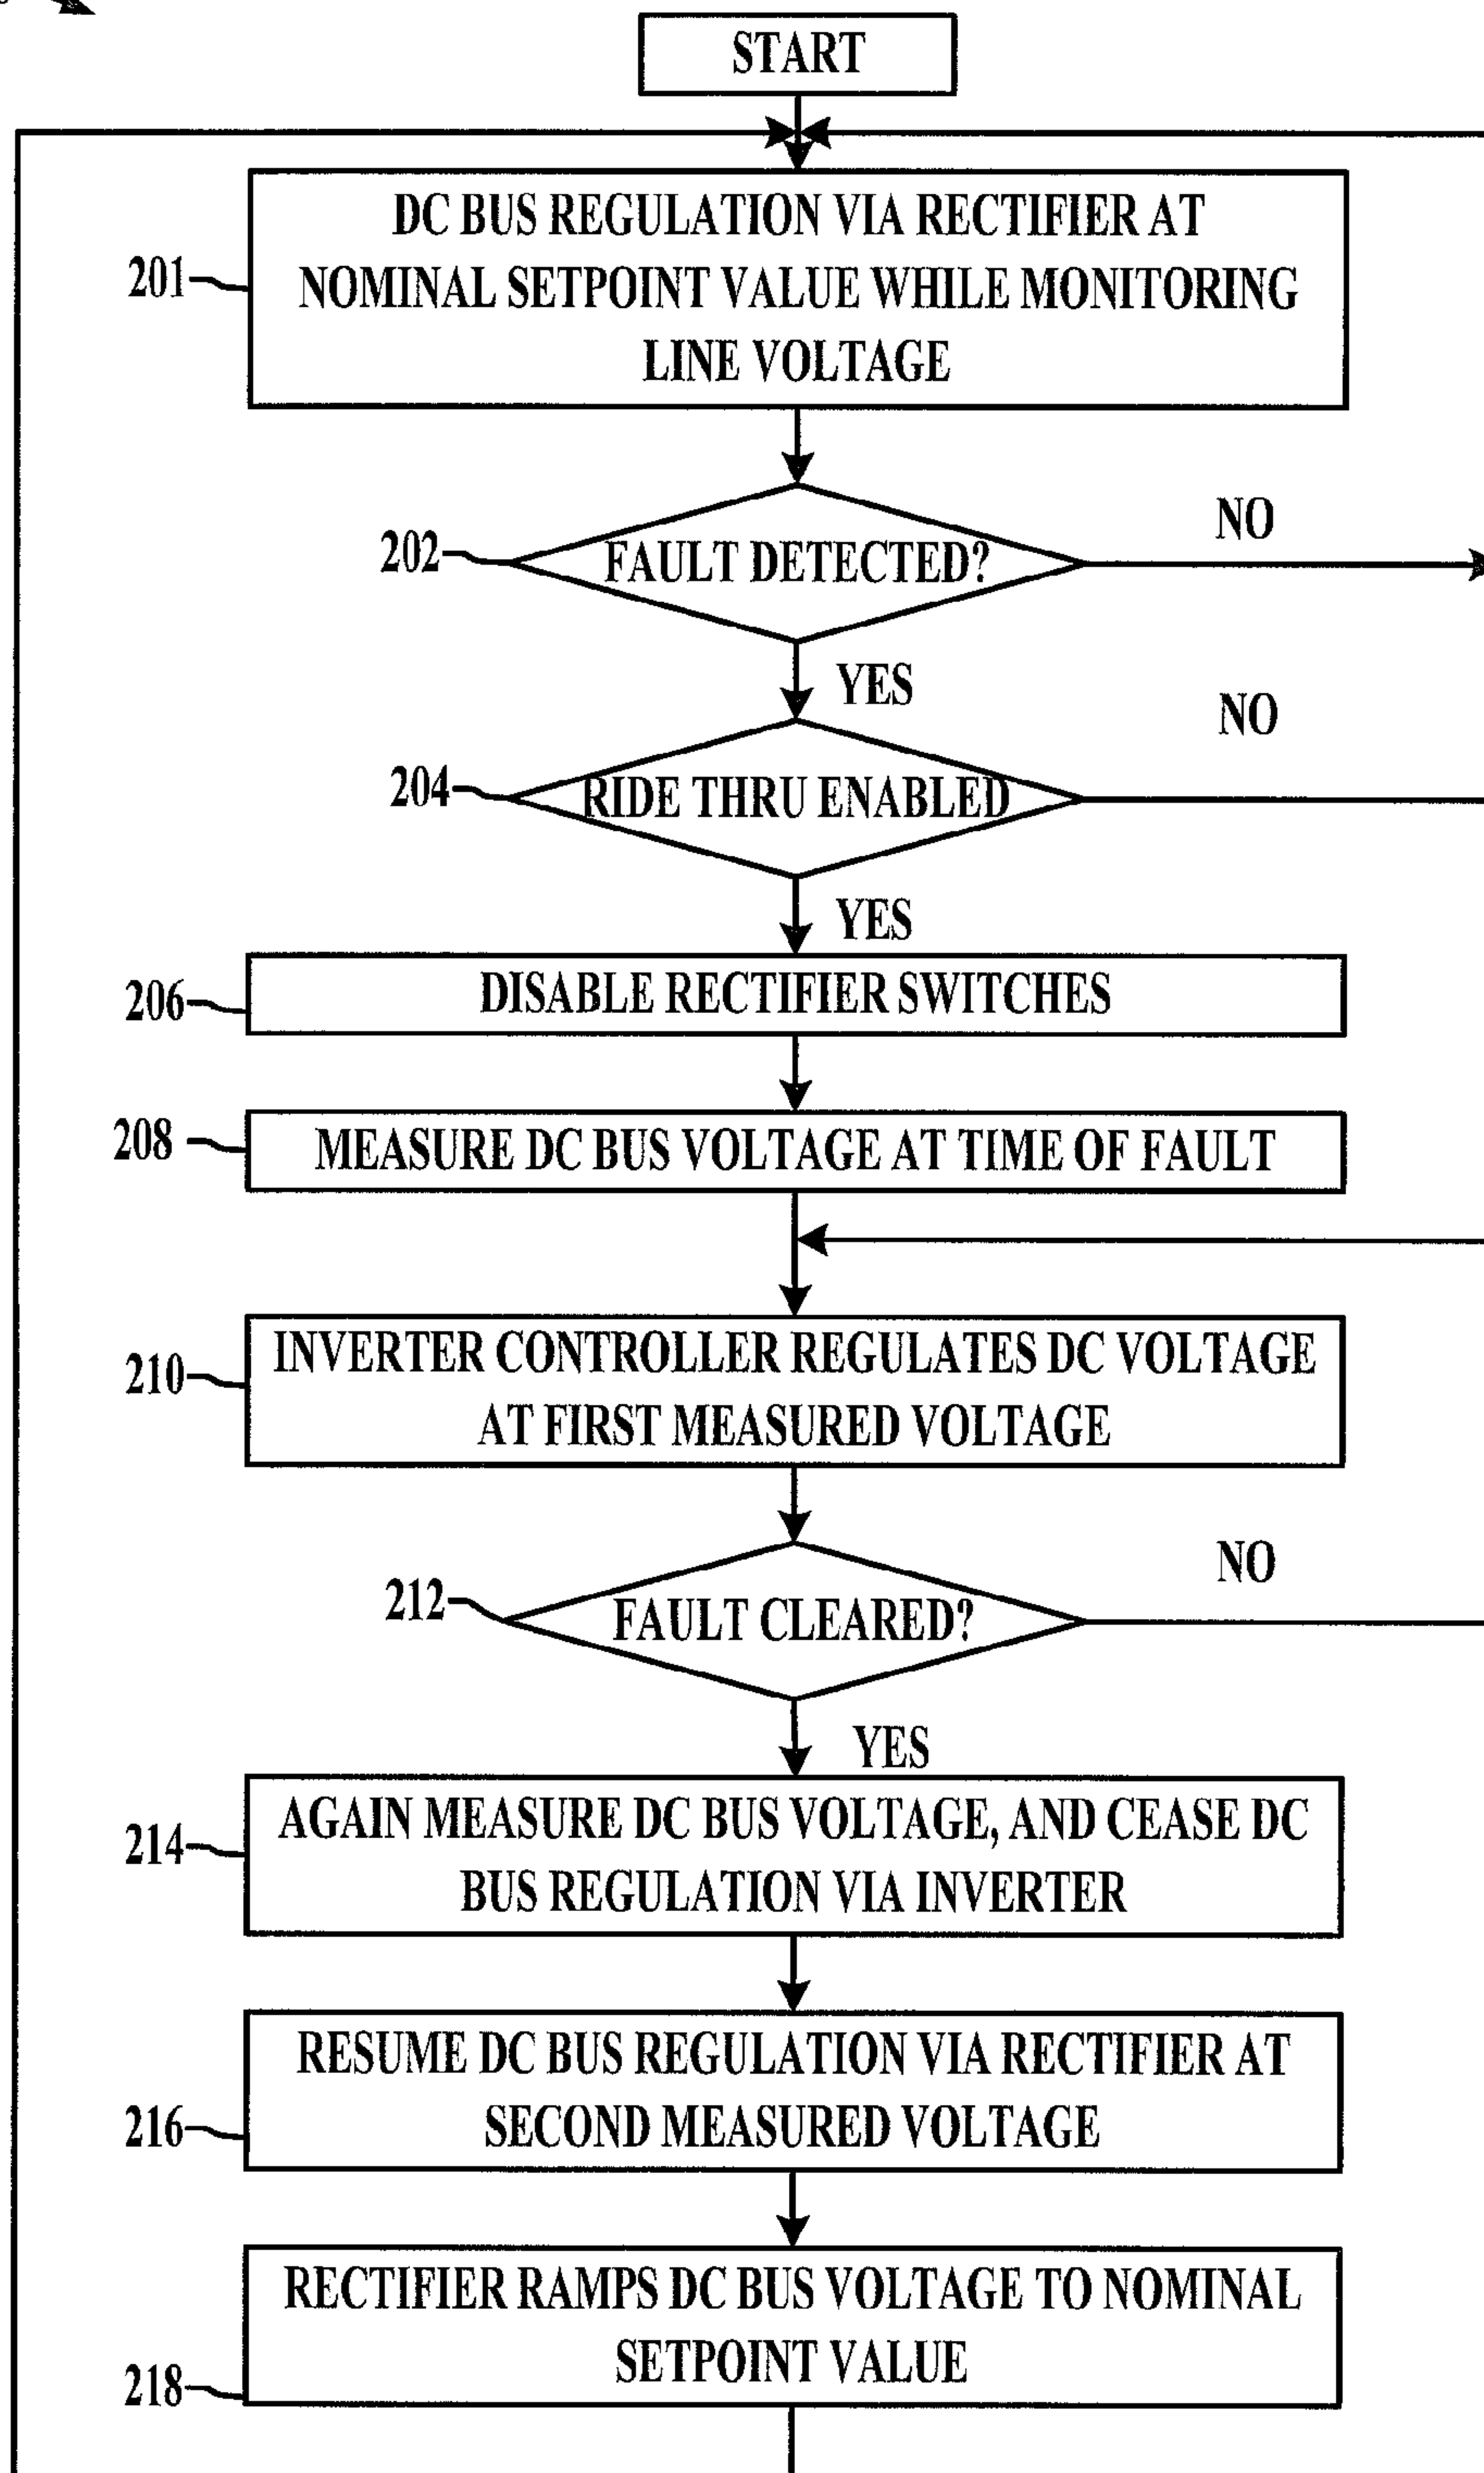 START
DC BUS REGULATION VIA RECTIFIER AT
NOMINAL SETPOINT VALUE WHILE MONITORING
LINE VOLTAGE
201
FAULT DETECTED?
202
NO
YES
RIDE THRU ENABLED
204
NO
YES
DISABLE RECTIFIER SWITCHES
206
MEASURE DC BUS VOLTAGE AT TIME OF FAULT
208
INVERTER CONTROLLER REGULATES DC VOLTAGE
AT FIRST MEASURED VOLTAGE
210
FAULT CLEARED?
212
NO
YES
AGAIN MEASURE DC BUS VOLTAGE, AND CEASE DC
BUS REGULATION VIA INVERTER
214
RESUME DC BUS REGULATION VIA RECTIFIER AT
SECOND MEASURED VOLTAGE
216
RECTIFIER RAMPS DC BUS VOLTAGE TO NOMINAL
SETPOINT VALUE
218